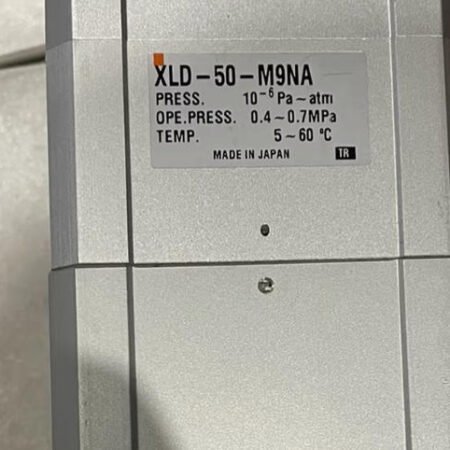 XLD-50-M9NA
PRESS. 10⁻⁶ Pa~atm
OPE.PRESS. 0.4~0.7MPa
TEMP. 5~60 ℃
MADE IN JAPAN TR